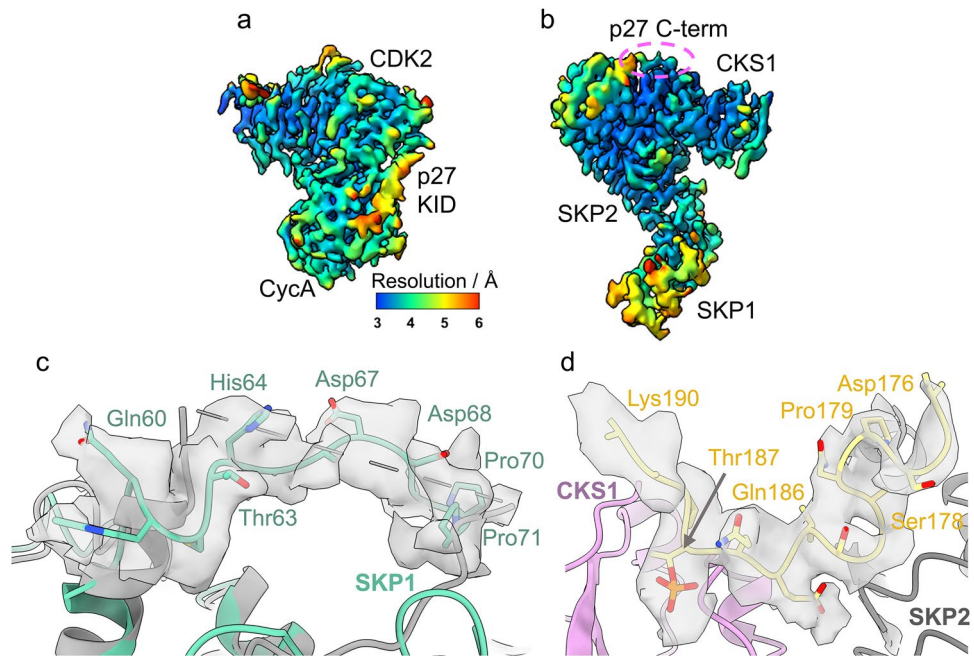 a
CDK2
p27
KID
CycA
Resolution / Å
3 4 5 6
b
p27 C-term
CKS1
SKP2
SKP1
c
Gln60
His64
Asp67
Asp68
Pro70
Thr63
Pro71
SKP1
d
Lys190
Asp176
Pro179
Thr187
CKS1
Gln186
Ser178
SKP2